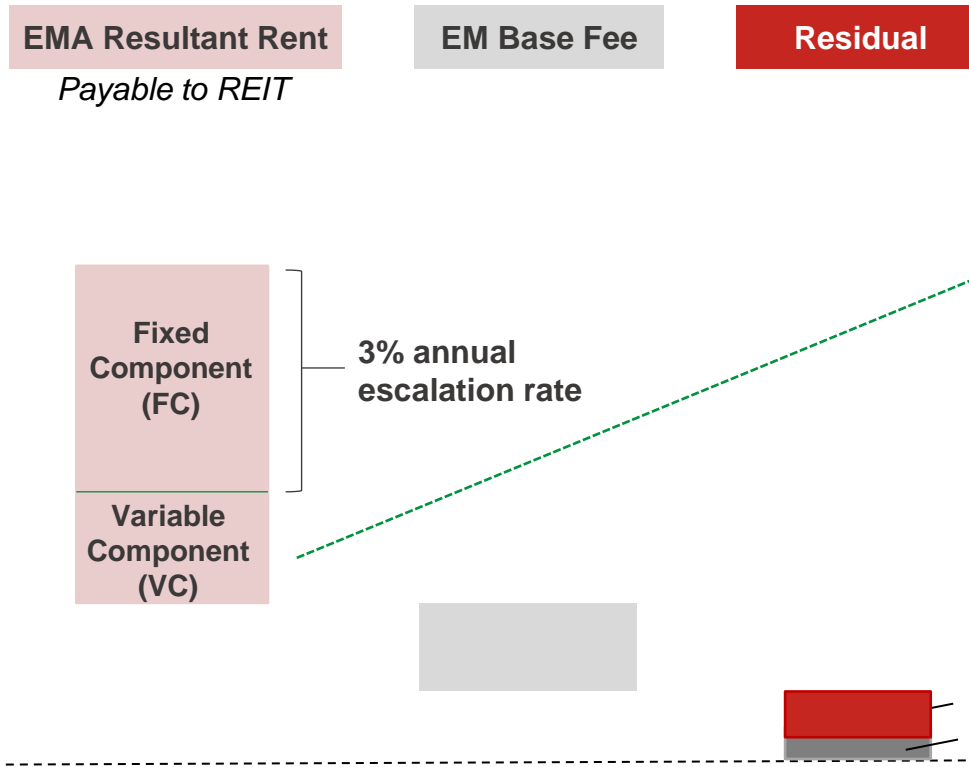 EMA Resultant Rent
EM Base Fee
Residual
Payable to REIT
Fixed
Component
(FC)
3% annual
escalation rate
Variable
Component
(VC)